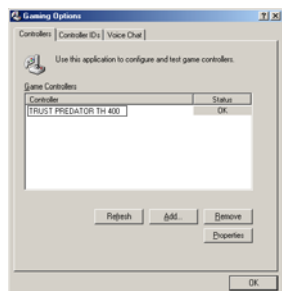 Gaming Options
Controllers Controller IDs Voice Chat
Use this application to configure and test game controllers.
Game Controllers
Controller Status
TRUST PREDATOR TH 400 OK
Refresh Add... Remove
Properties
OK